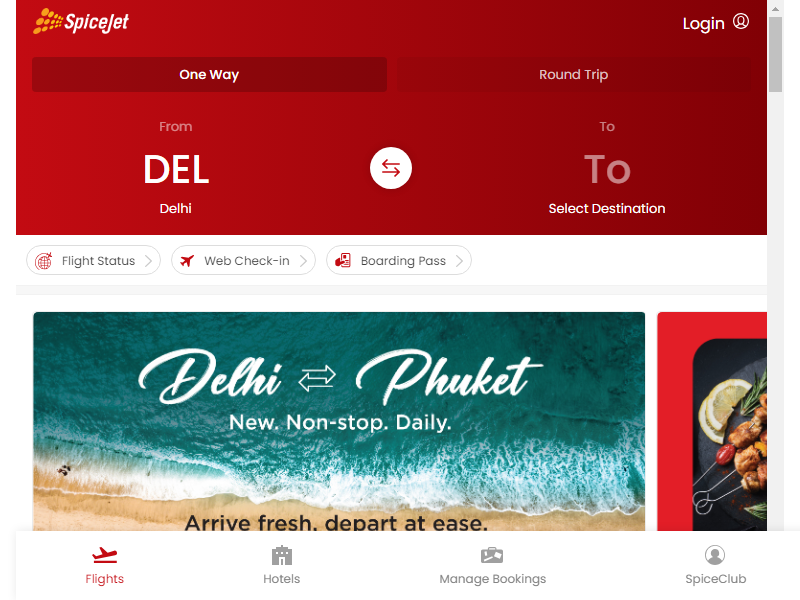 SpiceJet
Login
One Way
Round Trip
From
To
DEL
To
Delhi
Select Destination
Flight Status
Web Check-in
Boarding Pass
Delhi Phuket
New. Non-stop. Daily.
Arrive fresh, depart at ease.
Flights
Hotels
Manage Bookings
SpiceClub